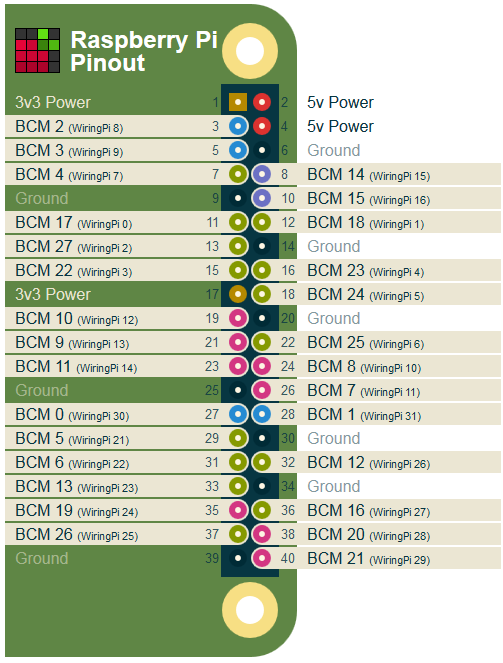 Raspberry Pi
Pinout
3v3 Power 1 2 5v Power
BCM 2 (WiringPi 8) 3 4 5v Power
BCM 3 (WiringPi 9) 5 6 Ground
BCM 4 (WiringPi 7) 7 8 BCM 14 (WiringPi 15)
Ground 9 10 BCM 15 (WiringPi 16)
BCM 17 (WiringPi 0) 11 12 BCM 18 (WiringPi 1)
BCM 27 (WiringPi 2) 13 14 Ground
BCM 22 (WiringPi 3) 15 16 BCM 23 (WiringPi 4)
3v3 Power 17 18 BCM 24 (WiringPi 5)
BCM 10 (WiringPi 12) 19 20 Ground
BCM 9 (WiringPi 13) 21 22 BCM 25 (WiringPi 6)
BCM 11 (WiringPi 14) 23 24 BCM 8 (WiringPi 10)
Ground 25 26 BCM 7 (WiringPi 11)
BCM 0 (WiringPi 30) 27 28 BCM 1 (WiringPi 31)
BCM 5 (WiringPi 21) 29 30 Ground
BCM 6 (WiringPi 22) 31 32 BCM 12 (WiringPi 26)
BCM 13 (WiringPi 23) 33 34 Ground
BCM 19 (WiringPi 24) 35 36 BCM 16 (WiringPi 27)
BCM 26 (WiringPi 25) 37 38 BCM 20 (WiringPi 28)
Ground 39 40 BCM 21 (WiringPi 29)